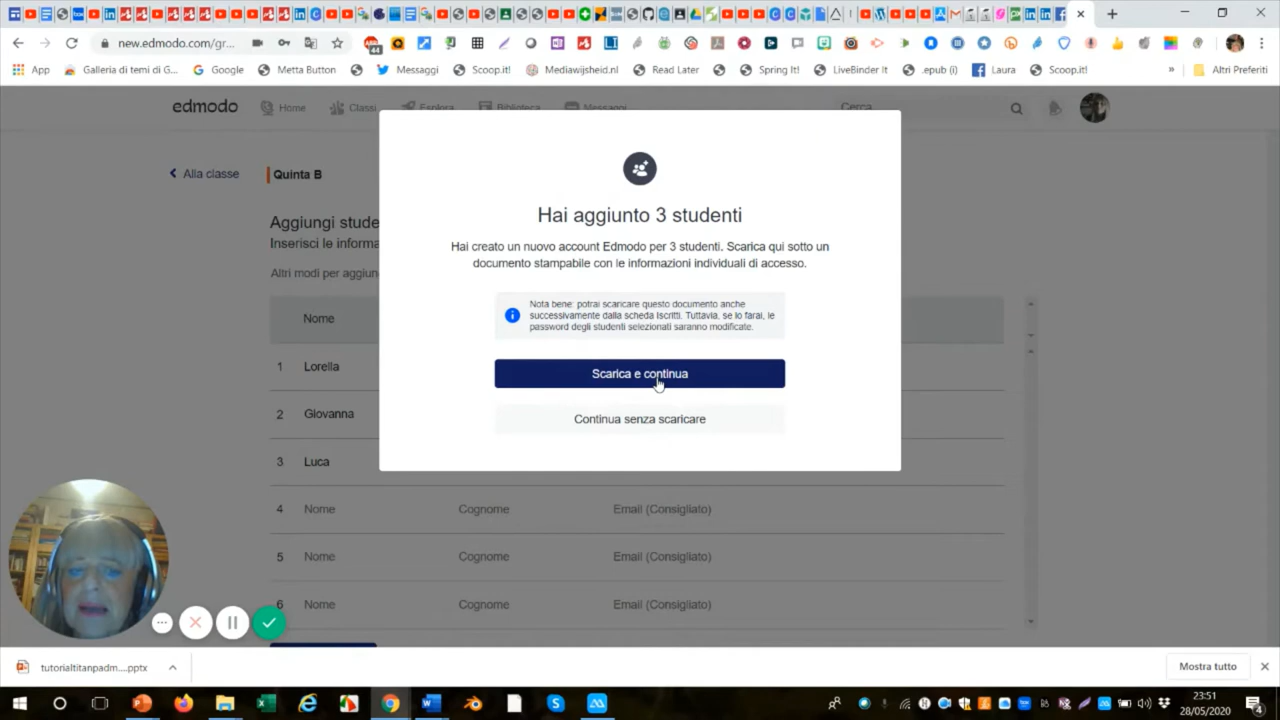 new.edmodo.com/gr...
44
App
Galleria di temi di G...
Google
Metta Button
Messaggi
Scoop.it!
Mediawijsheid.nl
Read Later
Spring It!
LiveBinder It
.epub (i)
Laura
Scoop.it!
»
Altri Preferiti
edmodo
Home
Classi
Esplora
Biblioteca
Messaggi
Cerca
Alla classe
Quinta B
Aggiungi stude
Inserisci le informa
Altri modi per aggiun
Nome
1 Lorella
2 Giovanna
3 Luca
4 Nome Cognome Email (Consigliato)
5 Nome Cognome Email (Consigliato)
6 Nome Cognome Email (Consigliato)
Hai aggiunto 3 studenti
Hai creato un nuovo account Edmodo per 3 studenti. Scarica qui sotto un
documento stampabile con le informazioni individuali di accesso.
Nota bene: potrai scaricare questo documento anche
successivamente dalla scheda Iscritti. Tuttavia, se lo farai, le
password degli studenti selezionati saranno modificate.
Scarica e continua
Continua senza scaricare
tutorialtitanpadm....pptx
Mostra tutto
23:51
28/05/2020
4